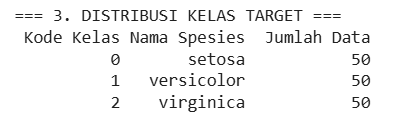 === 3. DISTRIBUSI KELAS TARGET ===
Kode Kelas Nama Spesies Jumlah Data
0 setosa 50
1 versicolor 50
2 virginica 50